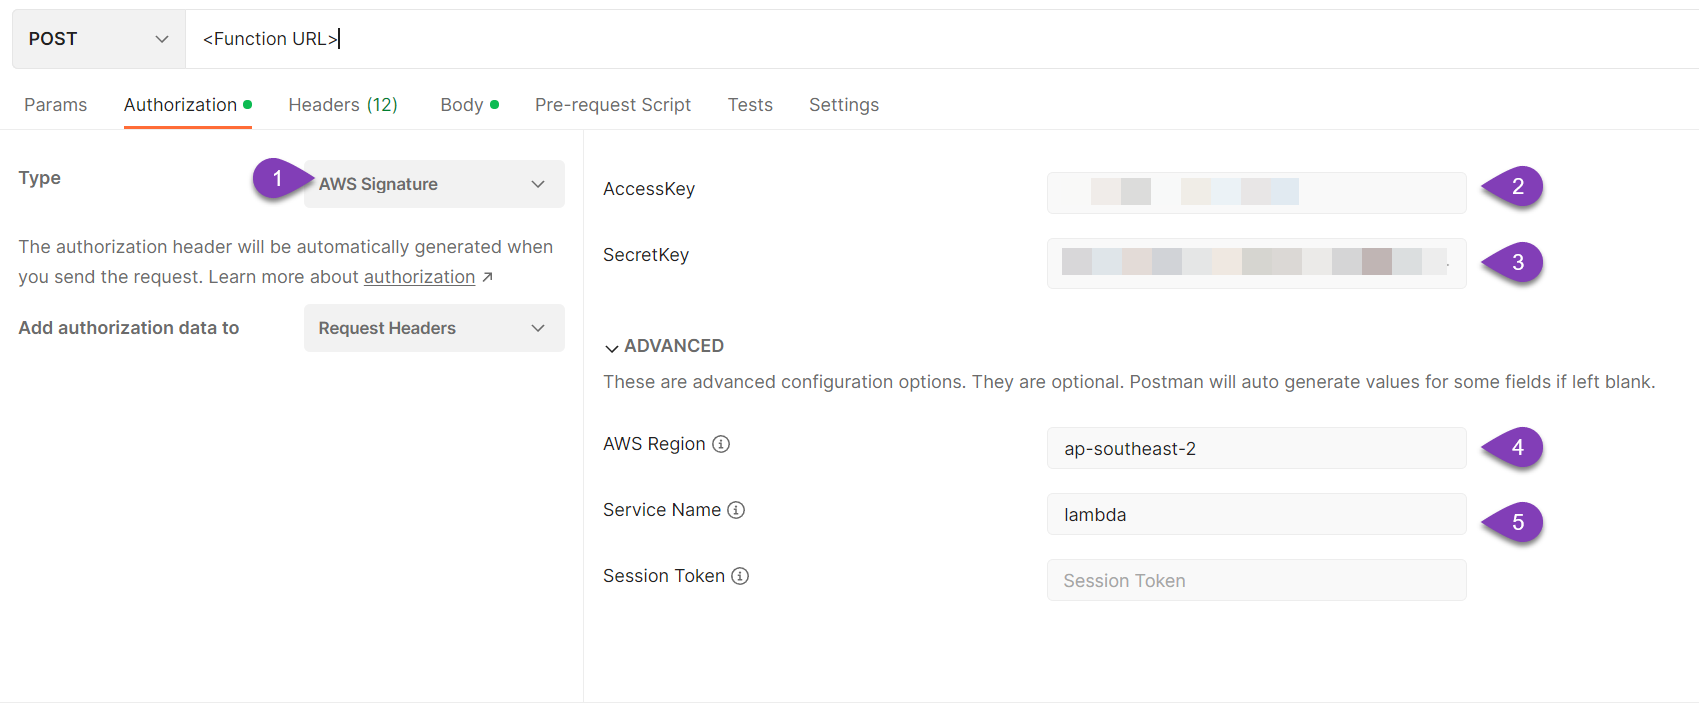 POST
<Function URL>
Params
Authorization
Headers (12)
Body
Pre-request Script
Tests
Settings
Type
1
AWS Signature
The authorization header will be automatically generated when
you send the request. Learn more about authorization ↗
Add authorization data to
Request Headers
AccessKey
2
SecretKey
3
ADVANCED
These are advanced configuration options. They are optional. Postman will auto generate values for some fields if left blank.
AWS Region
ap-southeast-2
4
Service Name
lambda
5
Session Token
Session Token